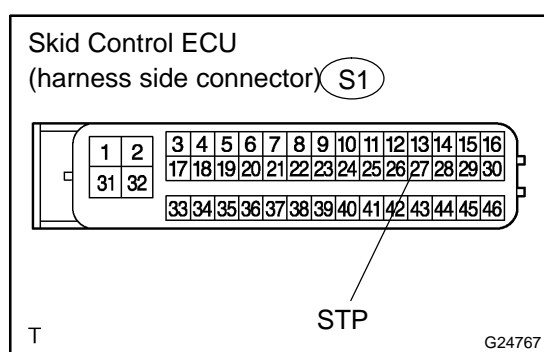 Skid Control ECU
(harness side connector) S1
1 2 3 4 5 6 7 8 9 10 11 12 13 14 15 16
17 18 19 20 21 22 23 24 25 26 27 28 29 30
31 32
33 34 35 36 37 38 39 40 41 42 43 44 45 46
STP
T
G24767